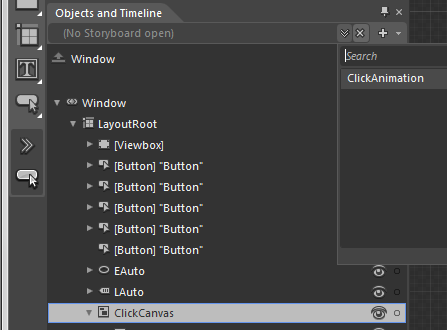 Objects and Timeline
(No Storyboard open)
Search
Window
ClickAnimation
Window
LayoutRoot
[Viewbox]
[Button] "Button"
[Button] "Button"
[Button] "Button"
[Button] "Button"
[Button] "Button"
EAuto
LAuto
ClickCanvas